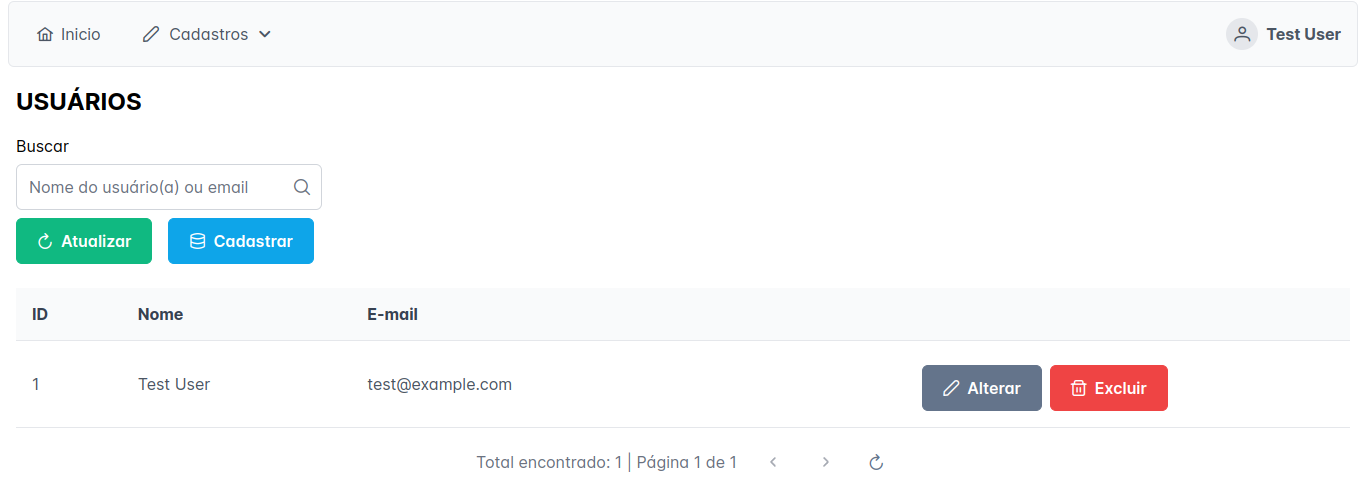 Inicio Cadastros Test User
USUÁRIOS
Buscar
Nome do usuário(a) ou email
Atualizar Cadastrar
ID Nome E-mail
1 Test User test@example.com Alterar Excluir
Total encontrado: 1 | Página 1 de 1